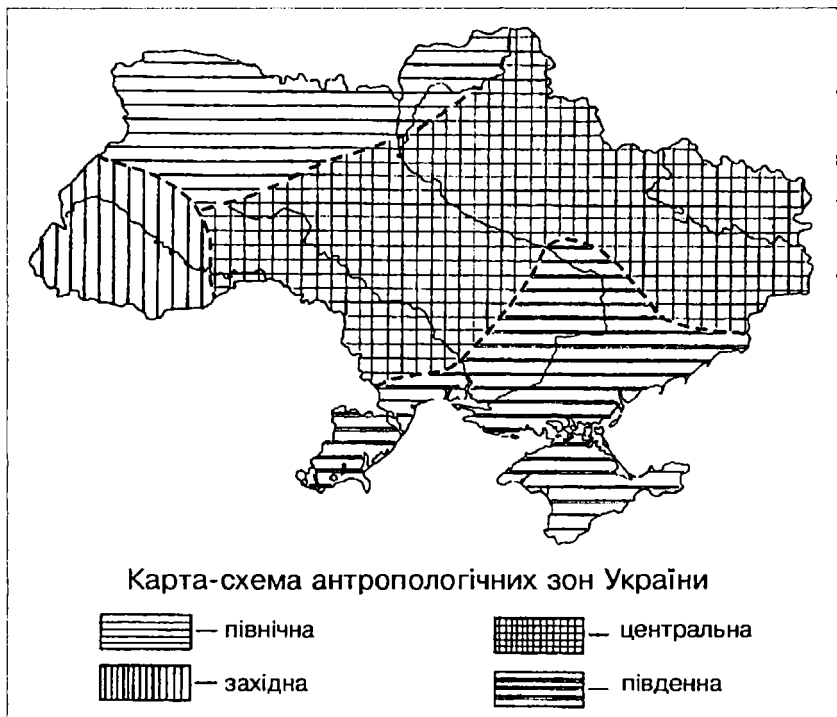 Карта-схема антропологічних зон України
— північна
— центральна
— західна
— південна